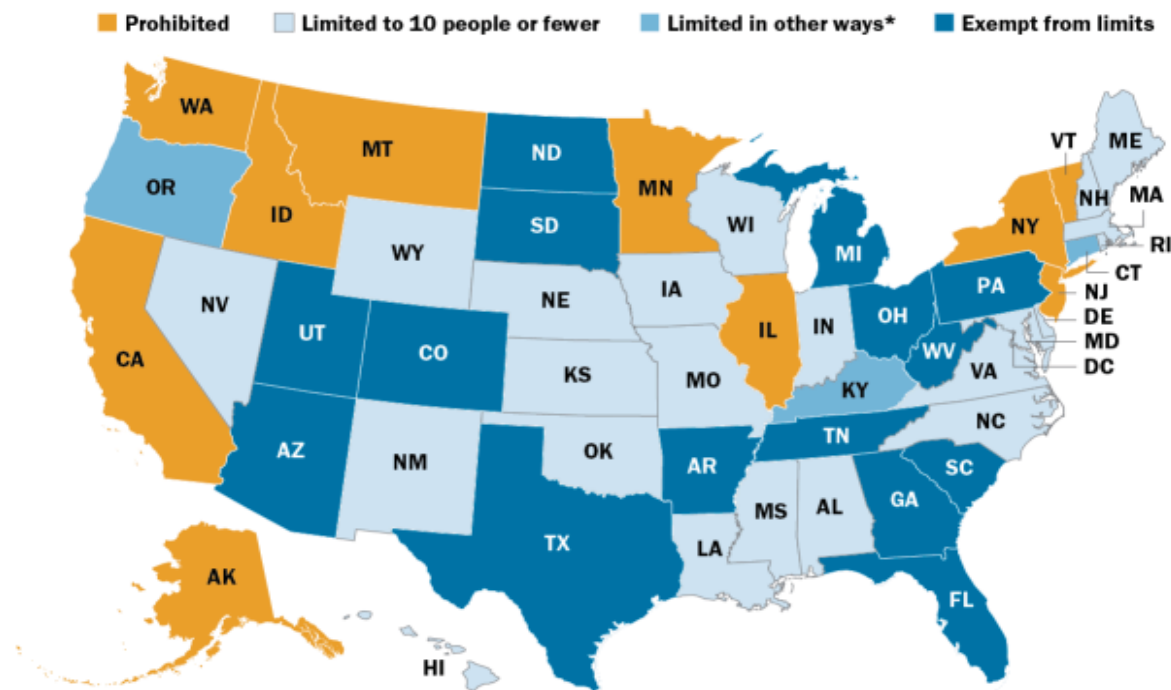 Prohibited Limited to 10 people or fewer Limited in other ways* Exempt from limits
WA
MT
ND
MN
VT
ME
OR
ID
SD
WI
MI
NY
NH
MA
RI
CT
WY
NV
NE
IA
PA
NJ
DE
MD
DC
CA
UT
CO
KS
MO
IL
IN
OH
WV
VA
KY
NC
AZ
NM
OK
AR
TN
SC
TX
LA
MS
AL
GA
FL
AK
HI